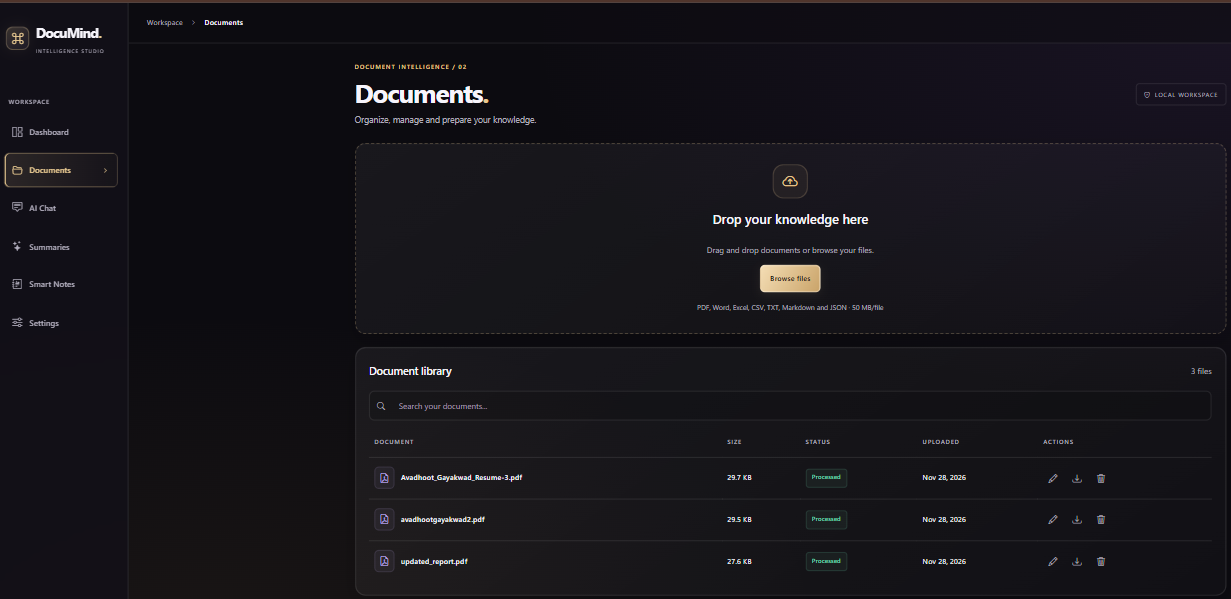 DocuMind.
INTELLIGENCE STUDIO
WORKSPACE
Dashboard
Documents
AI Chat
Summaries
Smart Notes
Settings
Workspace > Documents
DOCUMENT INTELLIGENCE / 02
Documents.
Organize, manage and prepare your knowledge.
LOCAL WORKSPACE
Drop your knowledge here
Drag and drop documents or browse your files.
Browse files
PDF, Word, Excel, CSV, TXT, Markdown and JSON · 50 MB/file
Document library 3 files
Search your documents...
DOCUMENT SIZE STATUS UPLOADED ACTIONS
Avadhoot_Gayakwad_Resume-3.pdf 29.7 KB Processed Nov 28, 2026
avadhootgayakwad2.pdf 29.5 KB Processed Nov 28, 2026
updated_report.pdf 27.6 KB Processed Nov 28, 2026